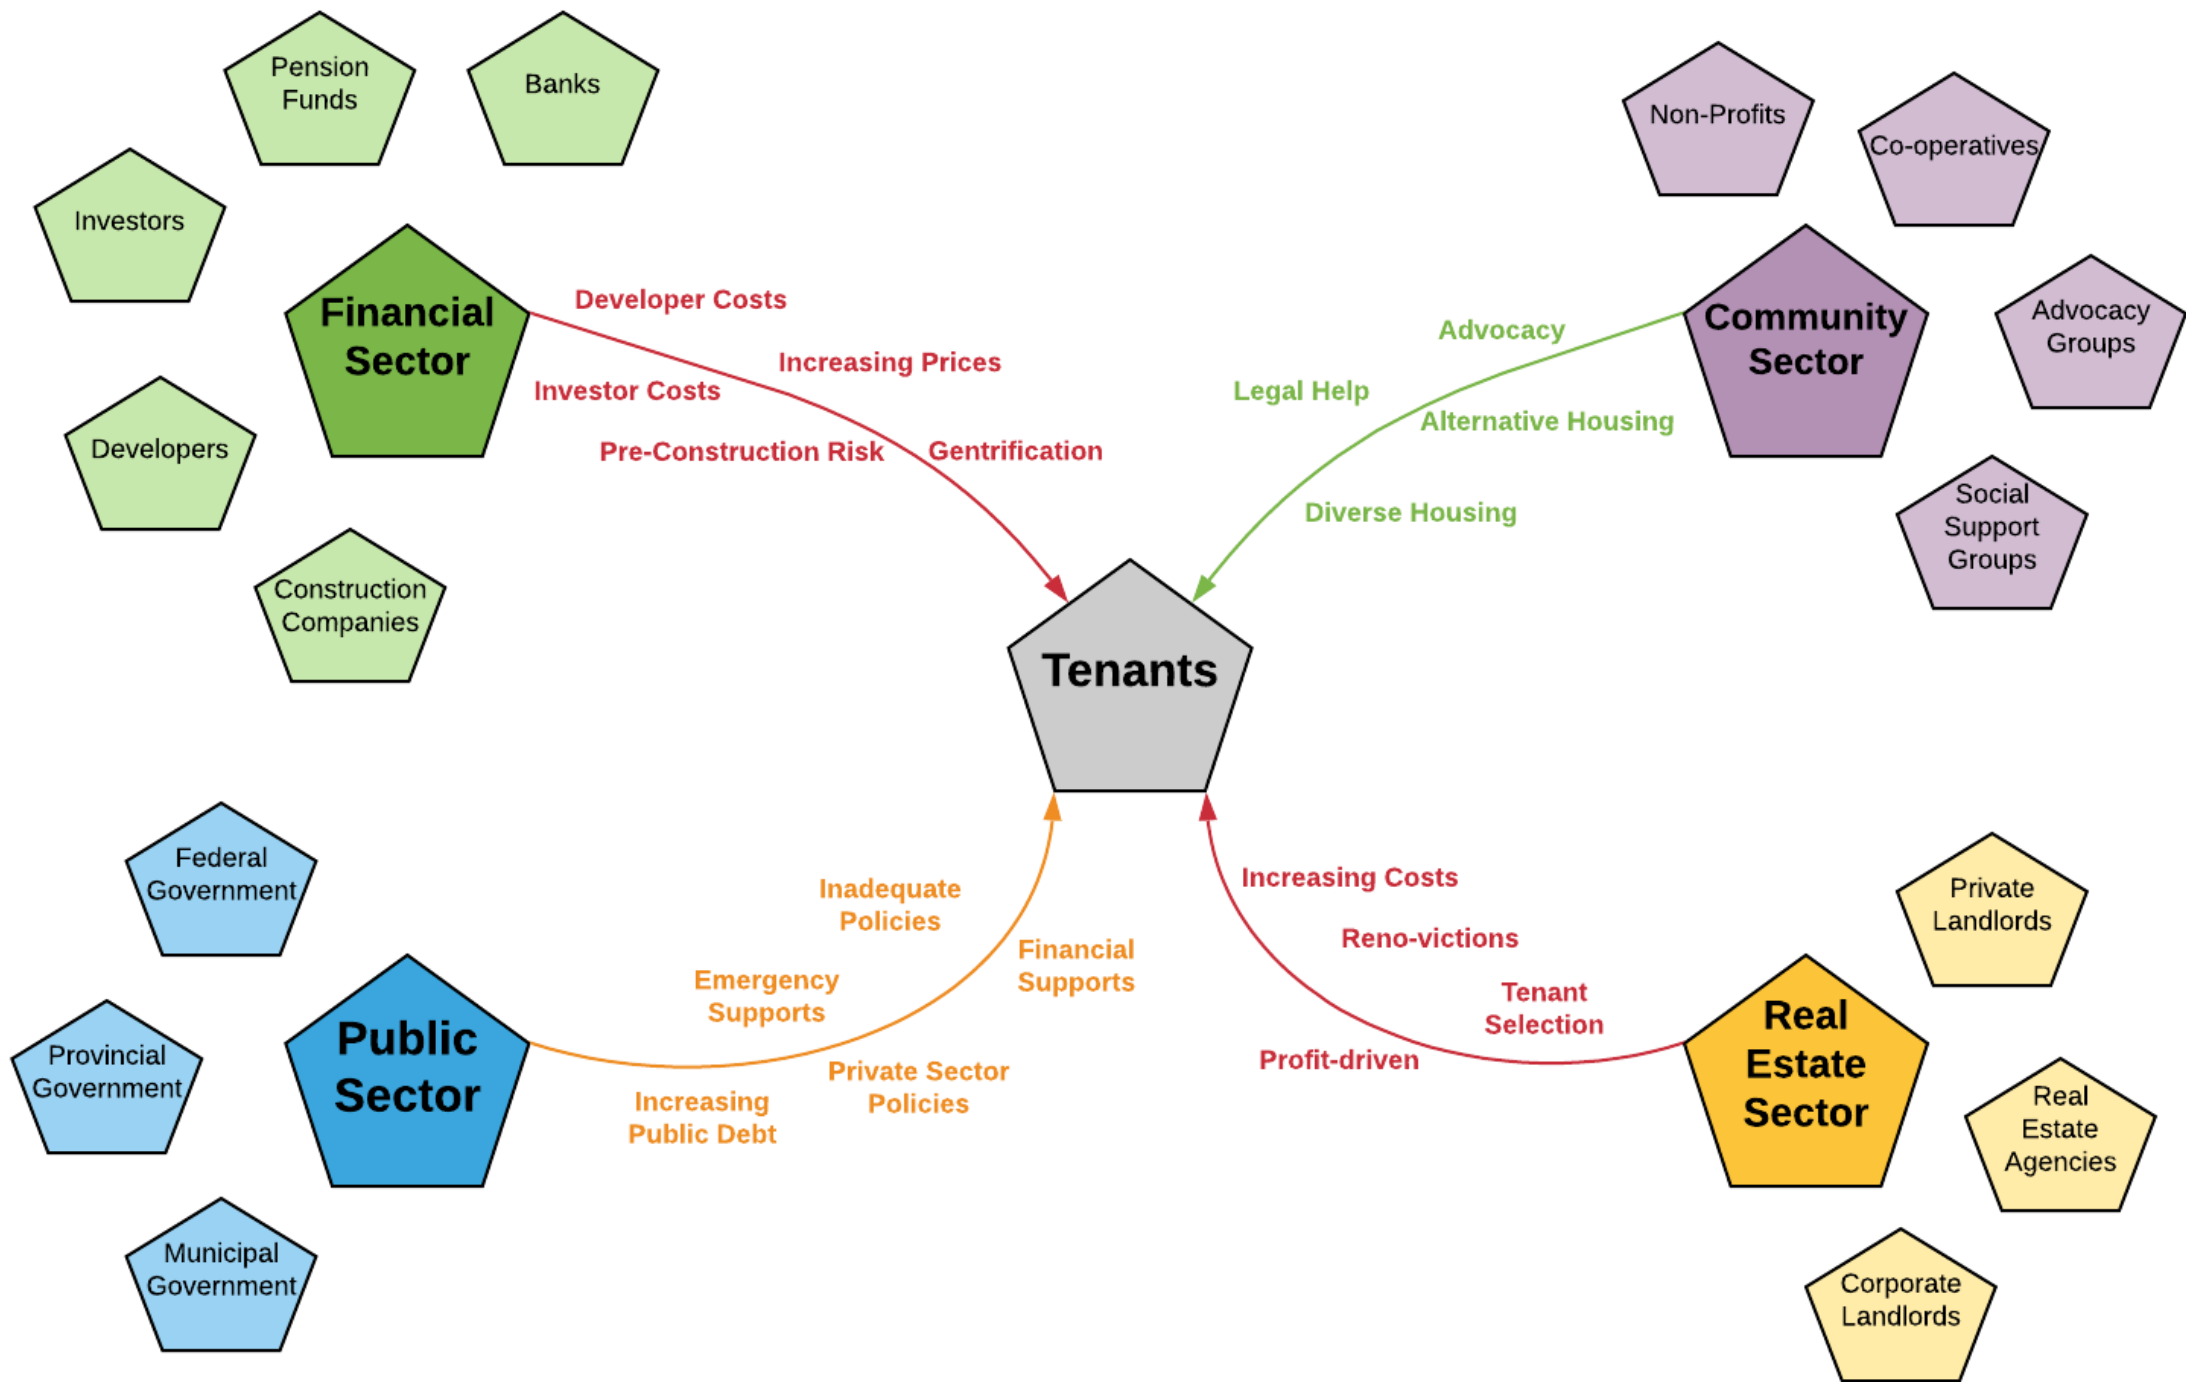 Pension
Funds
Banks
Investors
Financial
Sector
Developers
Construction
Companies
Developer Costs
Increasing Prices
Investor Costs
Pre-Construction Risk
Gentrification
Non-Profits
Co-operatives
Community
Sector
Advocacy
Groups
Social
Support
Groups
Advocacy
Legal Help
Alternative Housing
Diverse Housing
Tenants
Federal
Government
Provincial
Government
Public
Sector
Municipal
Government
Inadequate
Policies
Emergency
Supports
Financial
Supports
Private Sector
Policies
Increasing
Public Debt
Increasing Costs
Reno-victions
Tenant
Selection
Profit-driven
Real
Estate
Sector
Private
Landlords
Real
Estate
Agencies
Corporate
Landlords